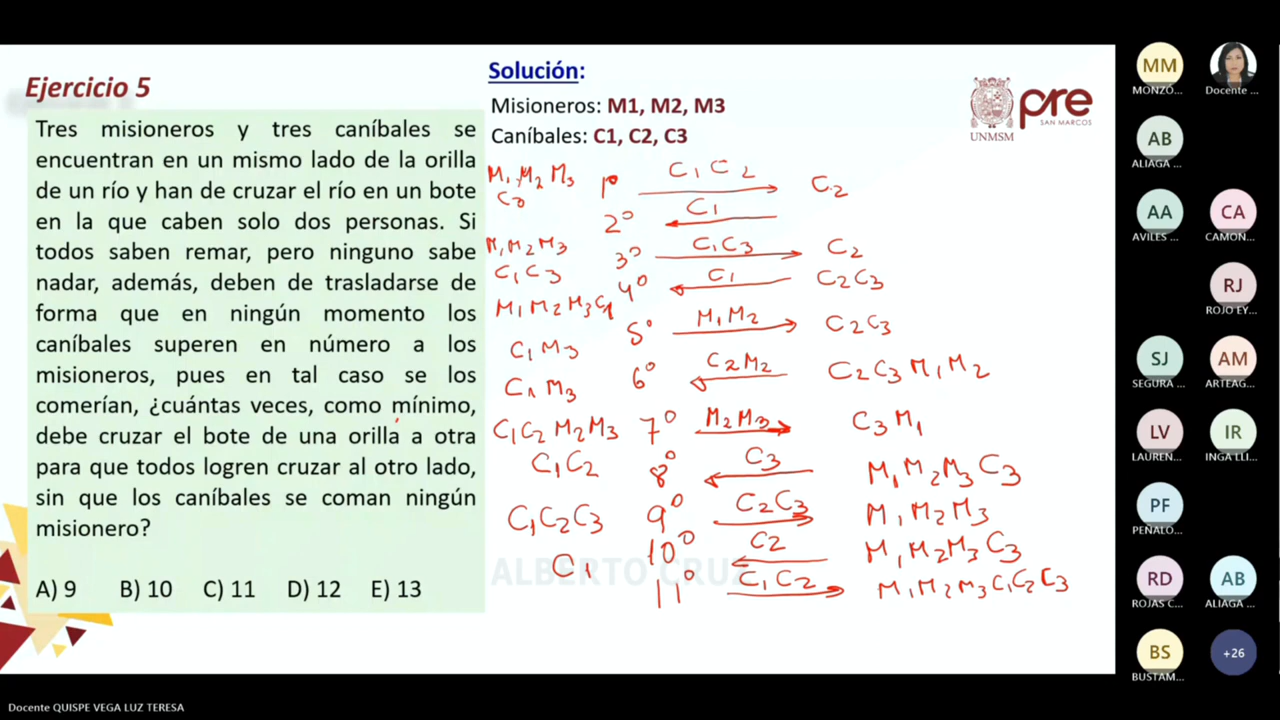 Ejercicio 5
Tres misioneros y tres caníbales se
encuentran en un mismo lado de la orilla
de un río y han de cruzar el río en un bote
en la que caben solo dos personas. Si
todos saben remar, pero ninguno sabe
nadar, además, deben de trasladarse de
forma que en ningún momento los
caníbales superen en número a los
misioneros, pues en tal caso se los
comerían, ¿cuántas veces, como mínimo,
debe cruzar el bote de una orilla a otra
para que todos logren cruzar al otro lado,
sin que los caníbales se coman ningún
misionero?
A) 9 B) 10 C) 11 D) 12 E) 13
Solución:
Misioneros: M1, M2, M3
Caníbales: C1, C2, C3
UNMSM
pre
SAN MARCOS
M1 M2 M3 1° C1 C2 C2
C3
2° C1
M1 M2 M3 3° C1 C3 C2
C1 C3
4° C1 C2 C3
M1 M2 M3 C1
5° M1 M2 C2 C3
C1 M3
6° C2 M2 C2 C3 M1 M2
C1 M3
C1 C2 M2 M3 7° M2 M3 C3 M1
C1 C2 8° C3 M1 M2 M3 C3
C1 C2 C3 9° C2 C3 M1 M2 M3
C1 10° C2 M1 M2 M3 C3
11° C1 C2 M1 M2 M3 C1 C2 C3
ALBERTO CRUZ
MM
MONZÓ...
Docente ...
AB
ALIAGA ...
AA
AVILES ...
CA
CAMON...
RJ
ROJO EY...
SJ
SEGURA ...
AM
ARTEAG...
LV
LAUREN...
IR
INGA LLI...
PF
PEÑALO...
RD
ROJAS C...
AB
ALIAGA ...
BS
BUSTAM...
+26
Docente QUISPE VEGA LUZ TERESA